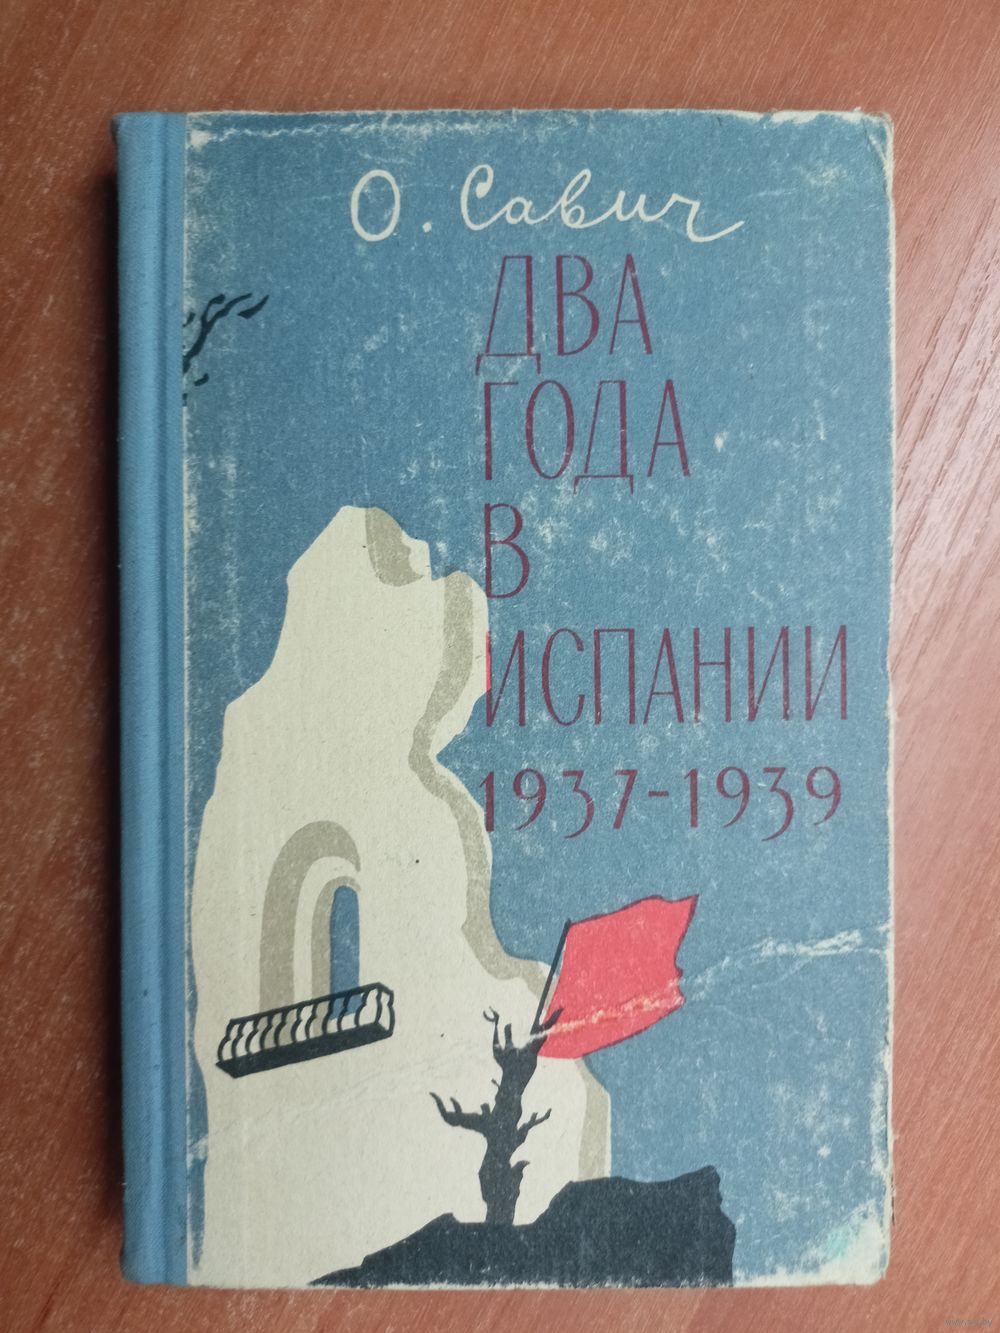 О. Савич
ДВА
ГОДА
В
ИСПАНИИ
1937-1939